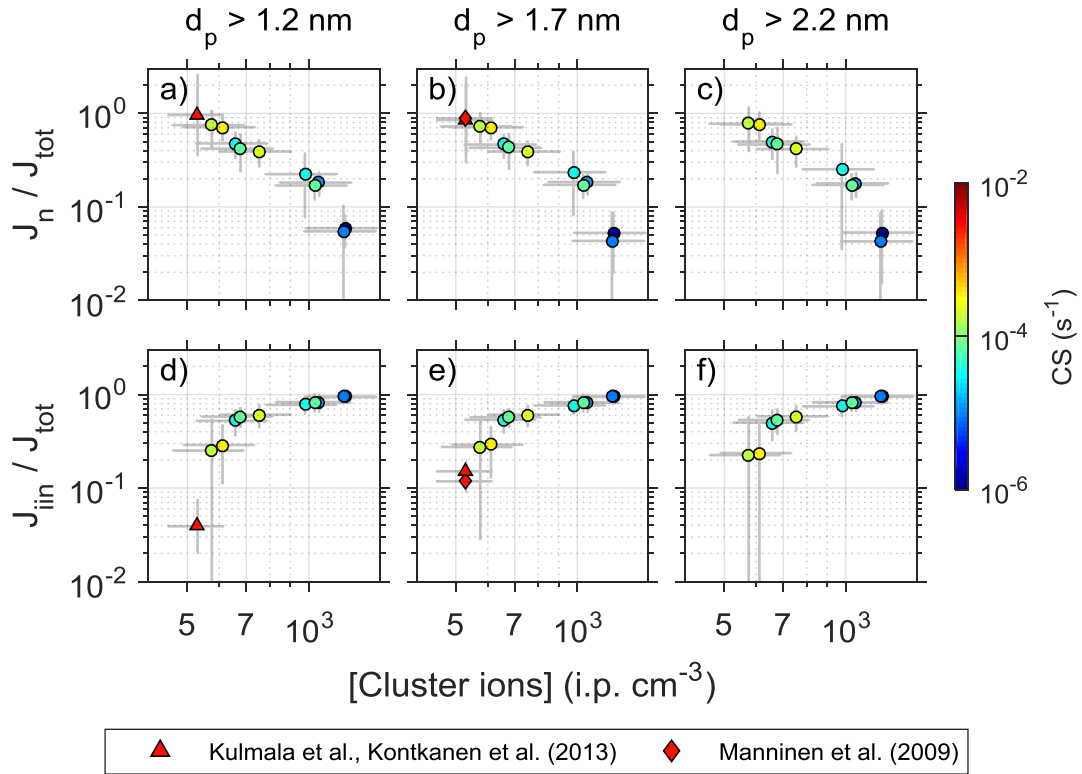 d_p > 1.2 nm d_p > 1.7 nm d_p > 2.2 nm
a) b) c)
J_n / J_tot
10^0
10^-1
10^-2
d) e) f)
J_iin / J_tot
10^0
10^-1
10^-2
5 7 10^3 5 7 10^3 5 7 10^3
[Cluster ions] (i.p. cm^-3)
10^-2
10^-4
10^-6
CS (s^-1)
Kulmala et al., Kontkanen et al. (2013) Manninen et al. (2009)